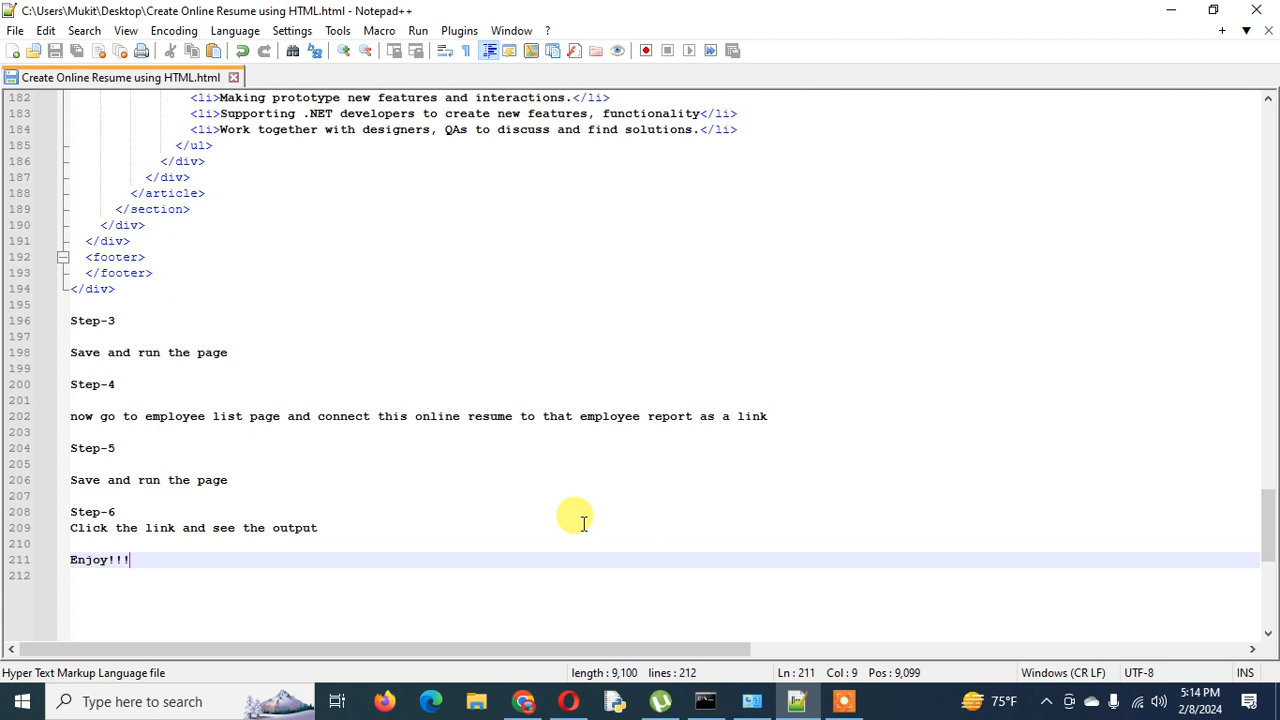 C:\Users\Mukit\Desktop\Create Online Resume using HTML.html - Notepad++
File Edit Search View Encoding Language Settings Tools Macro Run Plugins Window ?
Create Online Resume using HTML.html
182 <li>Making prototype new features and interactions.</li>
183 <li>Supporting .NET developers to create new features, functionality</li>
184 <li>Work together with designers, QAs to discuss and find solutions.</li>
185 </ul>
186 </div>
187 </div>
188 </article>
189 </section>
190 </div>
191 </div>
192 <footer>
193 </footer>
194 </div>
195
196 Step-3
197
198 Save and run the page
199
200 Step-4
201
202 now go to employee list page and connect this online resume to that employee report as a link
203
204 Step-5
205
206 Save and run the page
207
208 Step-6
209 Click the link and see the output
210
211 Enjoy!!!
212
Hyper Text Markup Language file length : 9,100 lines : 212 Ln : 211 Col : 9 Pos : 9,099 Windows (CR LF) UTF-8 INS
Type here to search 75°F 5:14 PM
2/8/2024